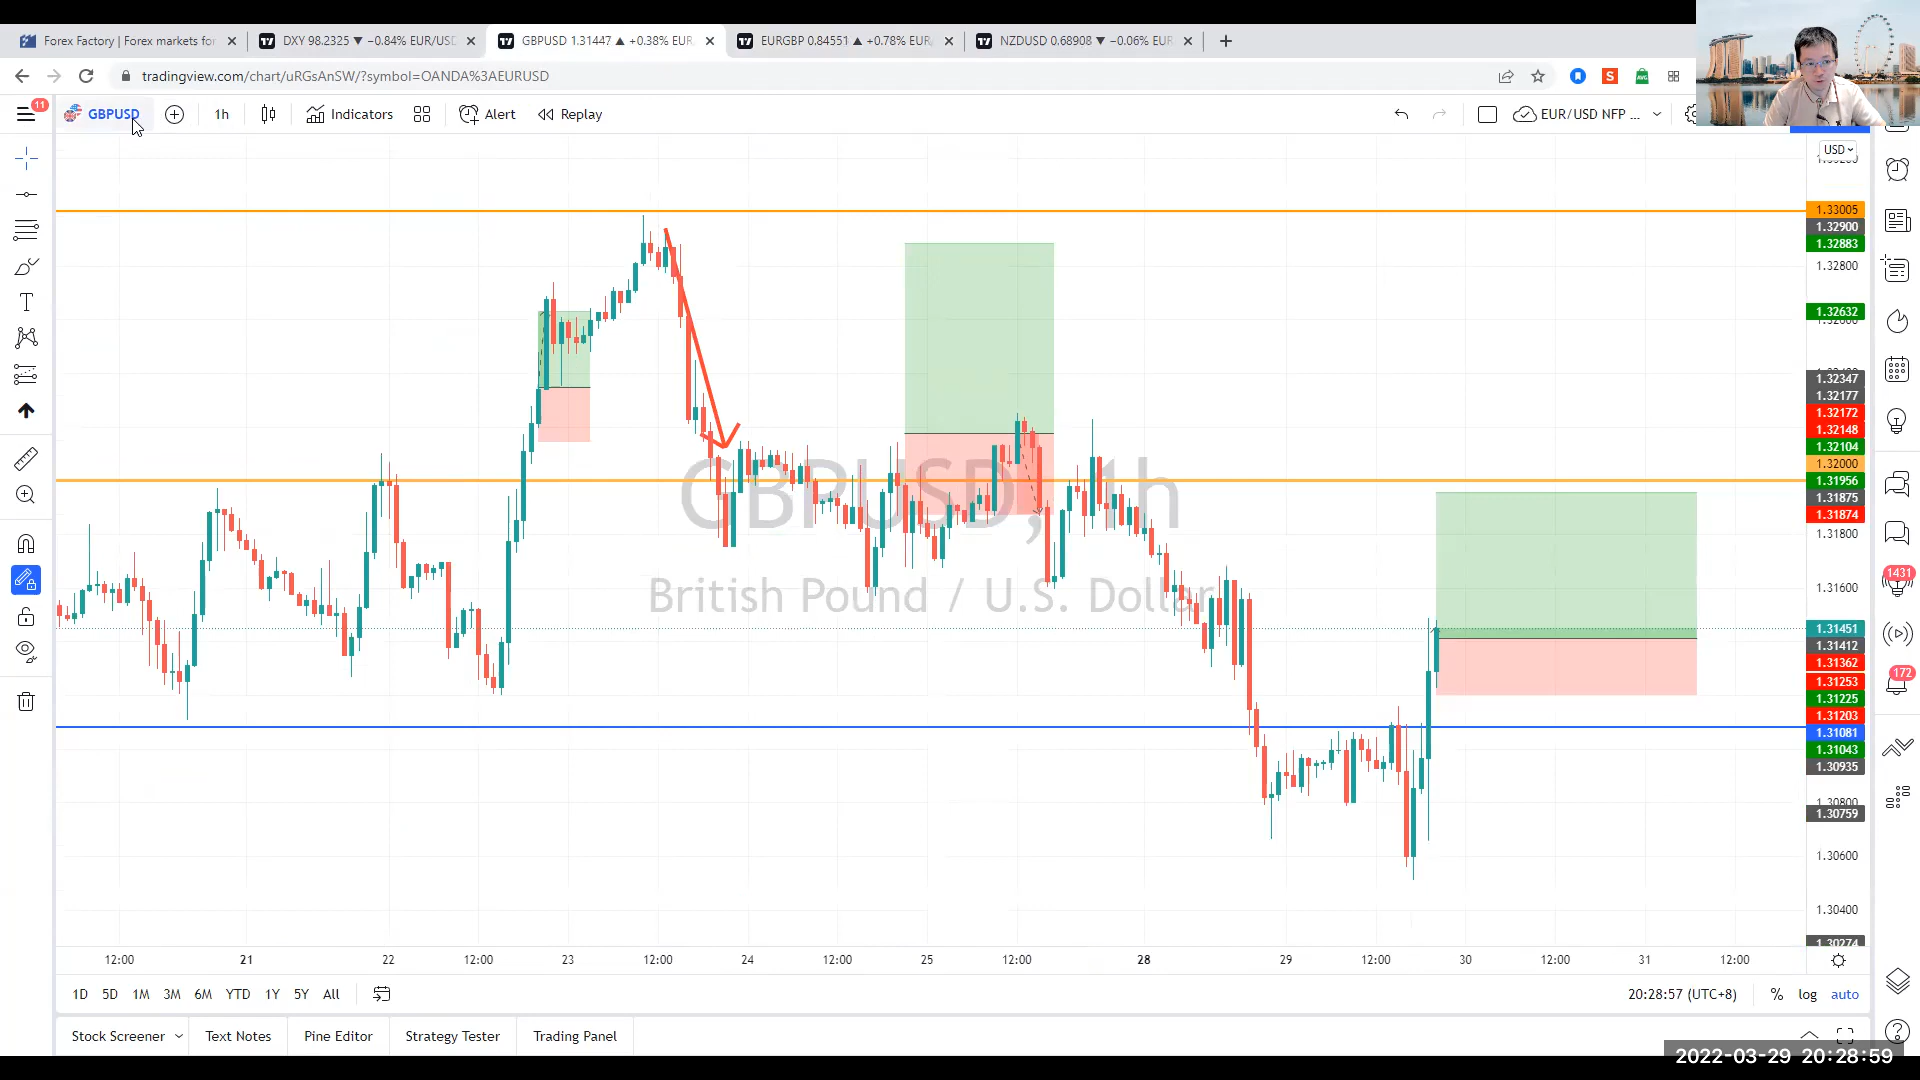 Forex Factory | Forex markets for
DXY 98.2325 ▼ −0.84% EUR/USD
GBPUSD 1.31447 ▲ +0.38% EUR
EURGBP 0.84551 ▲ +0.78% EUR/
NZDUSD 0.68908 ▼ −0.06% EUR
tradingview.com/chart/uRGsAnSW/?symbol=OANDA%3AEURUSD
11
GBPUSD
1h
Indicators
Alert
Replay
EUR/USD NFP ...
USD
1.33005
1.32900
1.32883
1.32800
1.32632
1.32347
1.32177
1.32172
1.32148
1.32104
1.32000
1.31956
1.31875
1.31874
1.31800
1.31600
1.31451
1.31412
1.31362
1.31253
1.31225
1.31203
1.31081
1.31043
1.30935
1.30800
1.30759
1.30600
1.30400
1.30274
GBPUSD, 1h
British Pound / U.S. Dollar
1431
172
12:00 21 22 12:00 23 12:00 24 12:00 25 12:00 28 29 12:00 30 12:00 31 12:00
1D 5D 1M 3M 6M YTD 1Y 5Y All
20:28:57 (UTC+8) % log auto
Stock Screener Text Notes Pine Editor Strategy Tester Trading Panel
2022-03-29 20:28:59